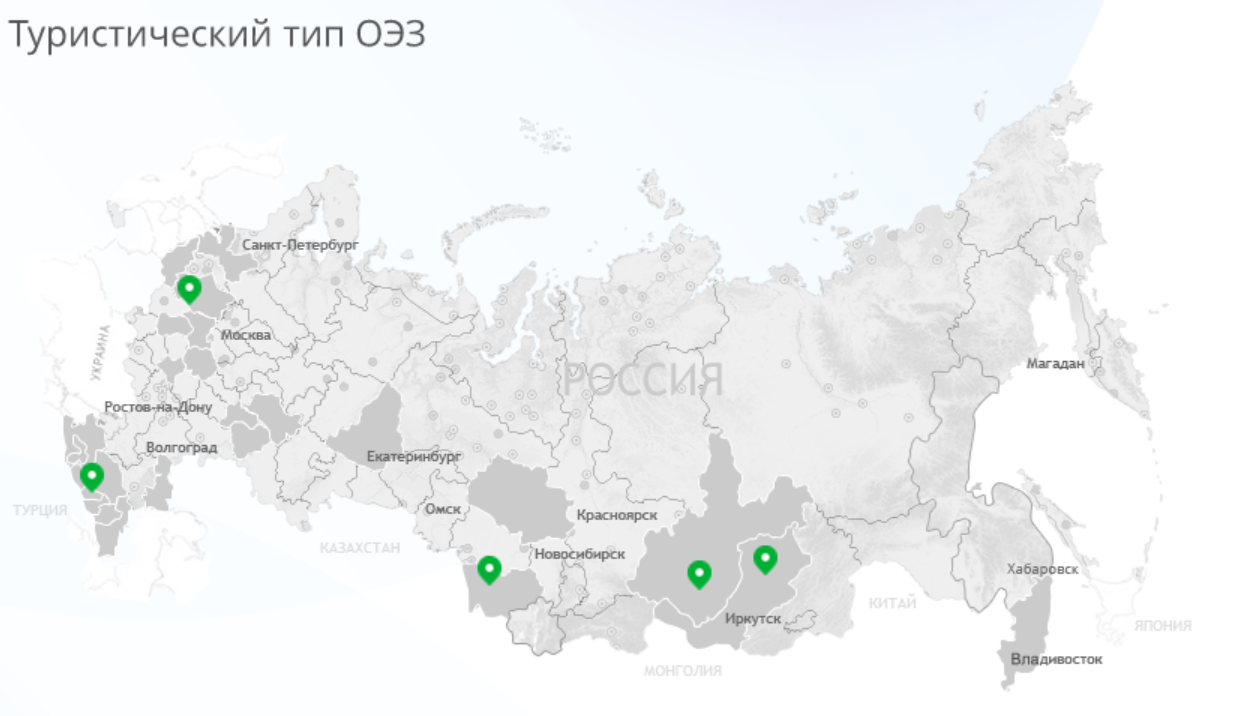 Туристический тип ОЭЗ
Санкт-Петербург
УКРАИНА
Москва
РОССИЯ
Магадан
Ростов-на-Дону
Волгоград
Екатеринбург
ТУРЦИЯ
Омск
Красноярск
КАЗАХСТАН
Новосибирск
Хабаровск
КИТАЙ
Иркутск
ЯПОНИЯ
Владивосток
МОНГОЛИЯ